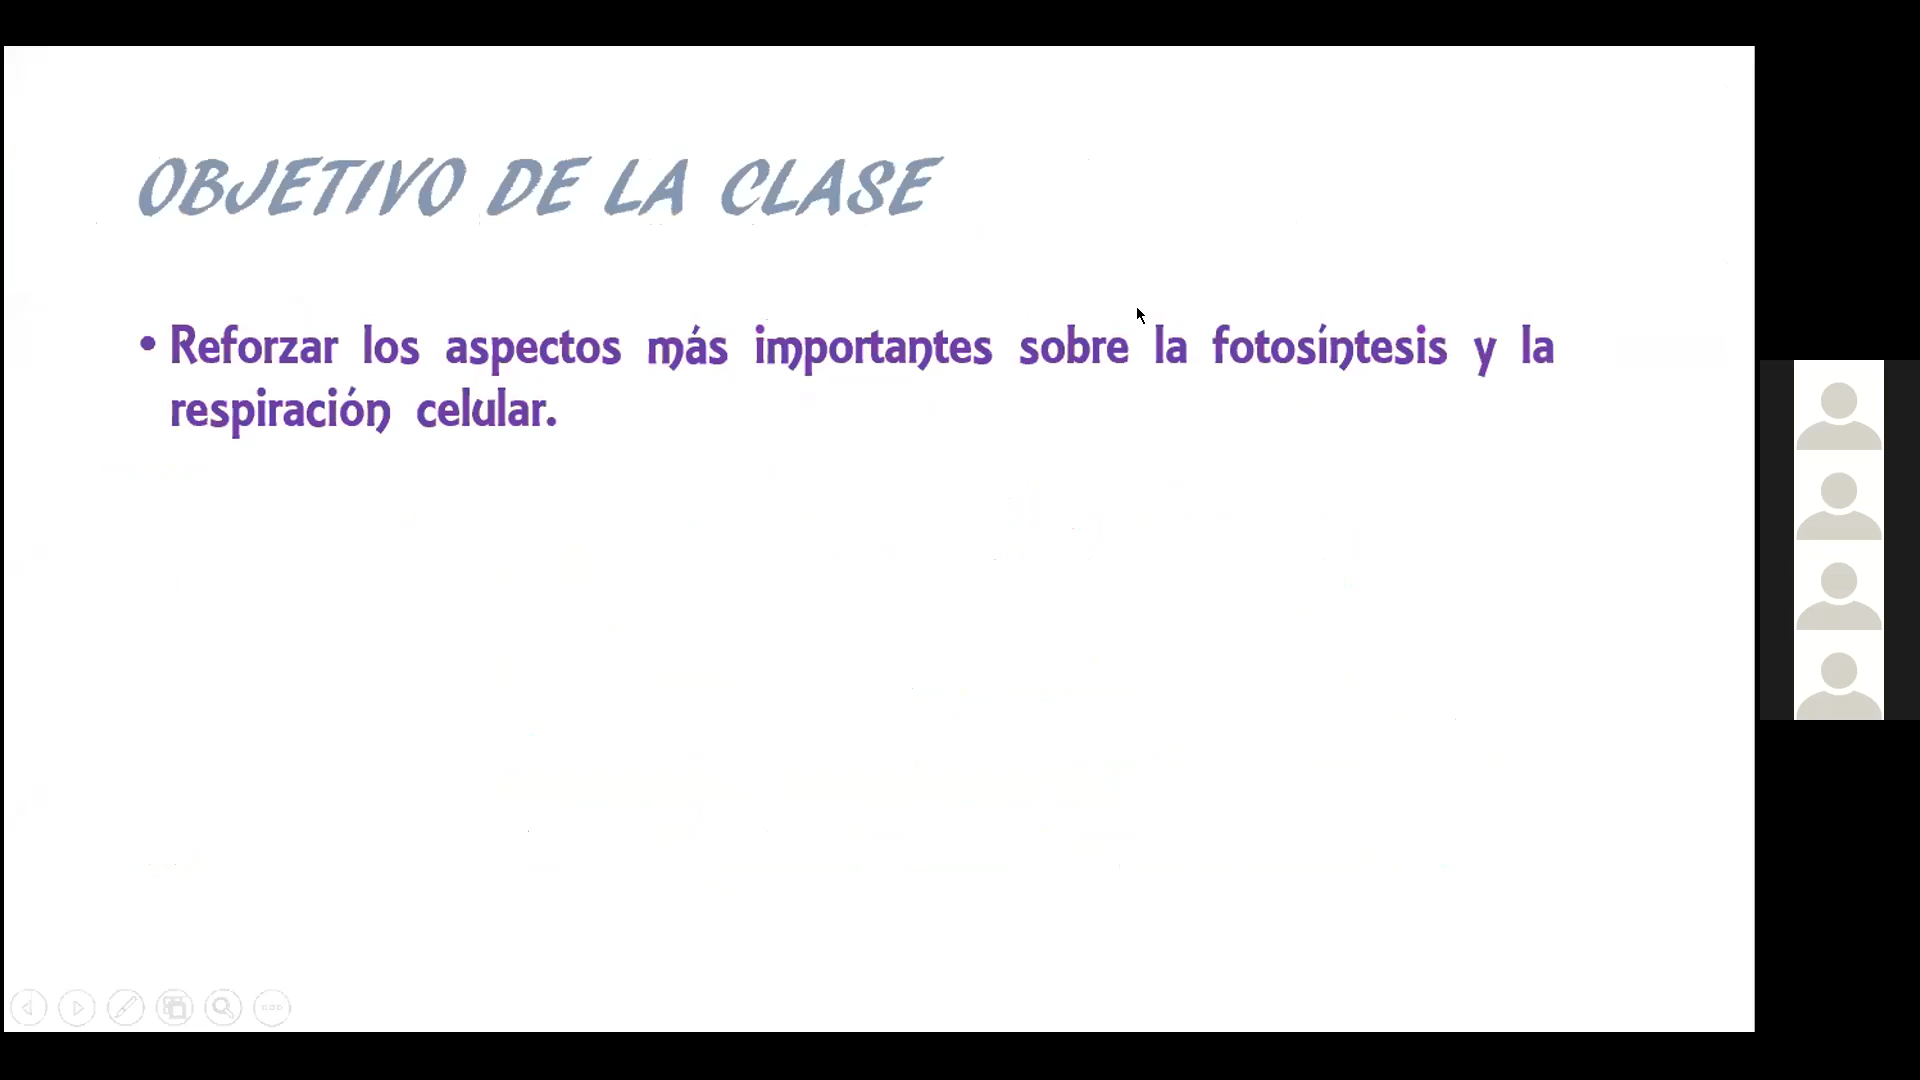 OBJETIVO DE LA CLASE
• Reforzar los aspectos más importantes sobre la fotosíntesis y la
respiración celular.